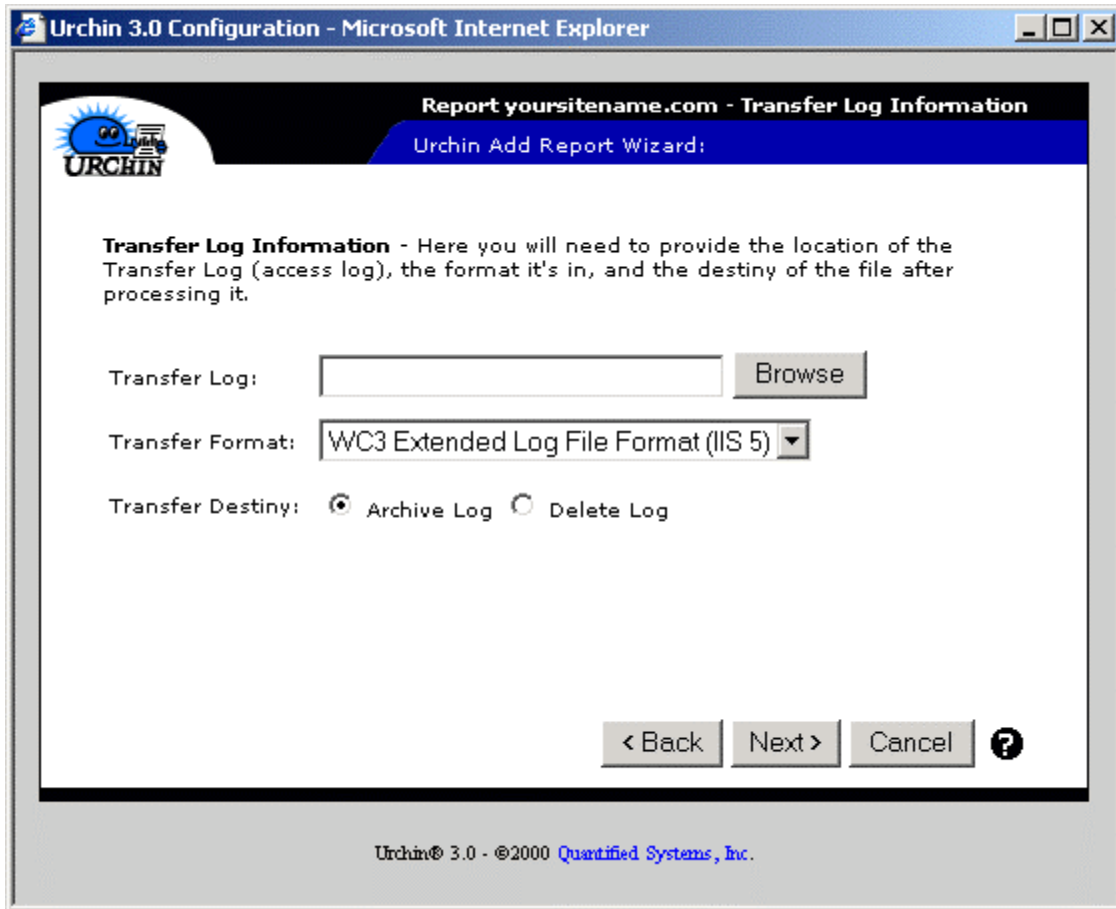 Urchin 3.0 Configuration - Microsoft Internet Explorer
Report yoursitename.com - Transfer Log Information
Urchin Add Report Wizard:
URCHIN
Transfer Log Information - Here you will need to provide the location of the
Transfer Log (access log), the format it's in, and the destiny of the file after
processing it.
Transfer Log:
Browse
Transfer Format:
WC3 Extended Log File Format (IIS 5)
Transfer Destiny:
Archive Log
Delete Log
< Back
Next >
Cancel
?
Urchin® 3.0 - ©2000 Quantified Systems, Inc.